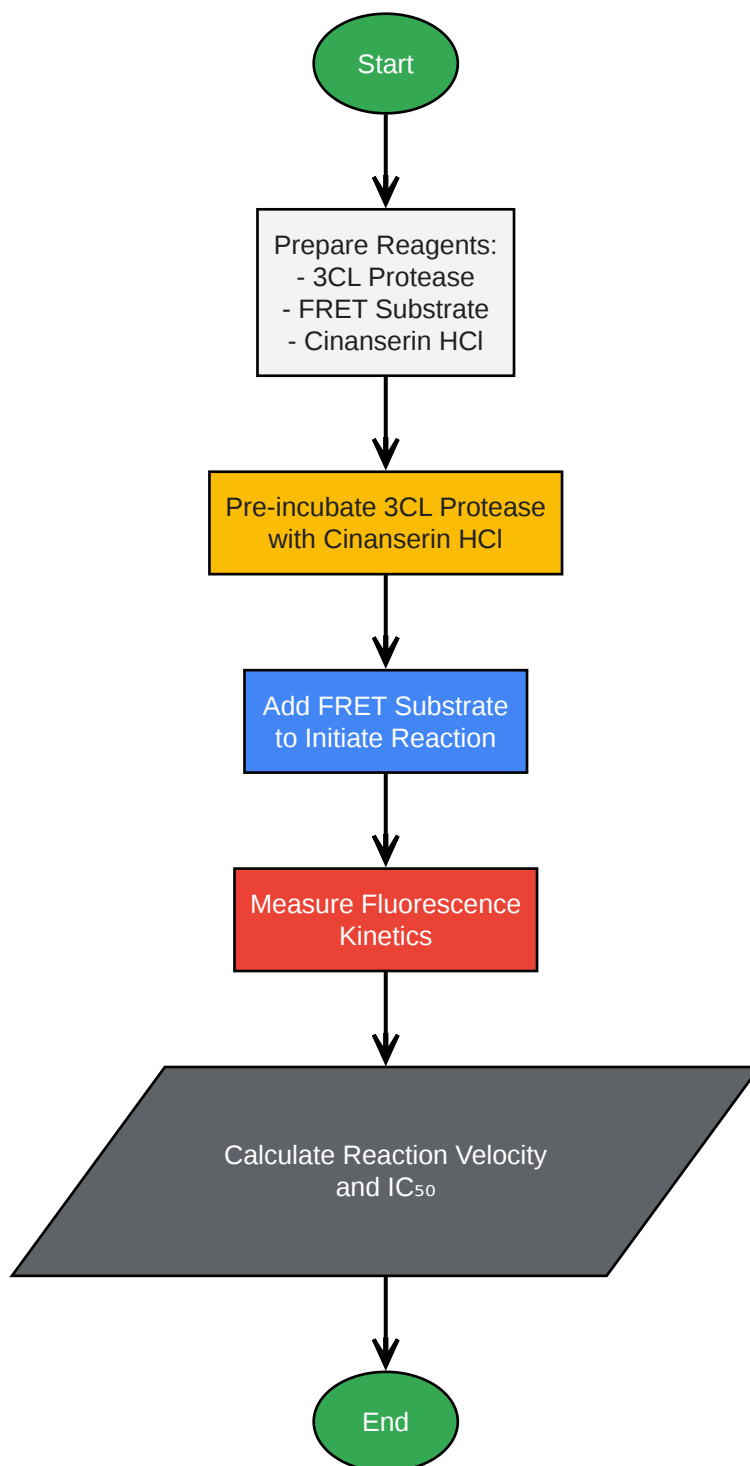 Start
Prepare Reagents:
- 3CL Protease
- FRET Substrate
- Cinanserin HCl
Pre-incubate 3CL Protease
with Cinanserin HCl
Add FRET Substrate
to Initiate Reaction
Measure Fluorescence
Kinetics
Calculate Reaction Velocity
and IC₅₀
End